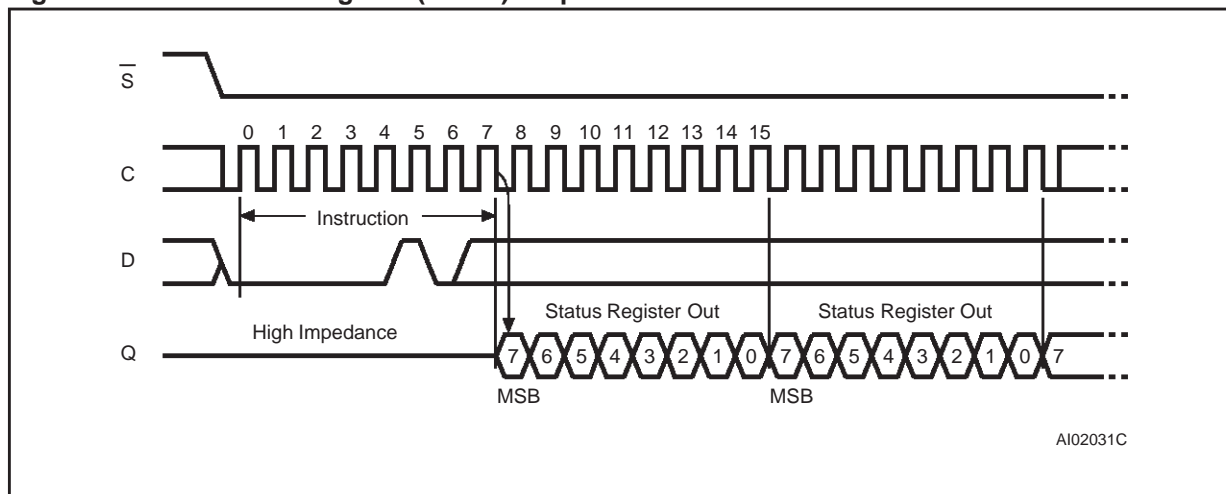 S
0 1 2 3 4 5 6 7 8 9 10 11 12 13 14 15
C
Instruction
D
Status Register Out Status Register Out
High Impedance
Q
7 6 5 4 3 2 1 0 7 6 5 4 3 2 1 0 7
MSB MSB
AI02031C